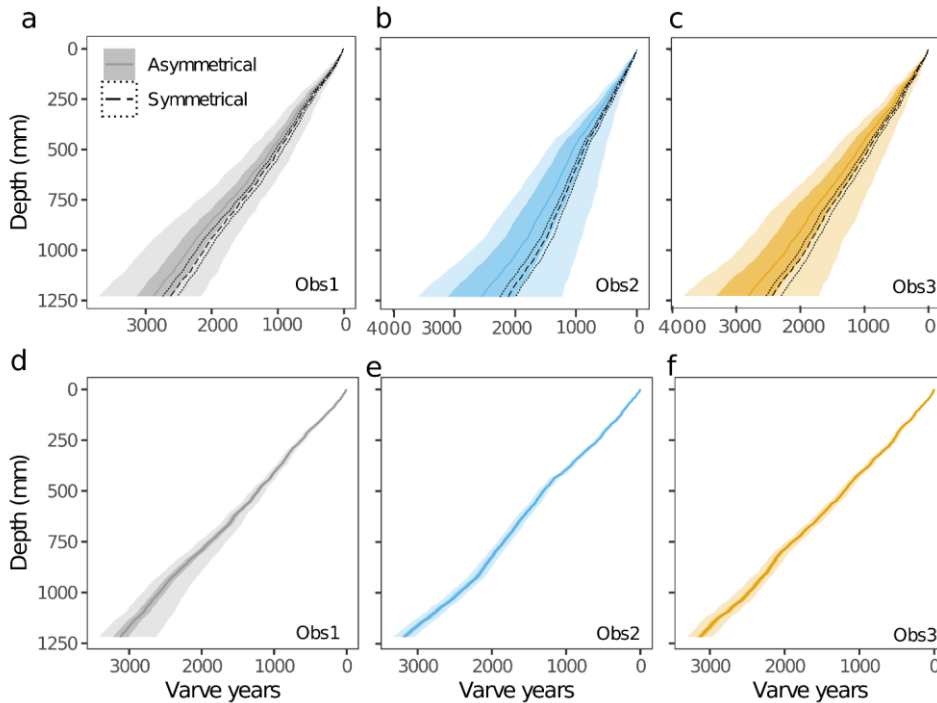 a
b
c
Depth (mm)
0
250
500
750
1000
1250
Asymmetrical
Symmetrical
Obs1
Obs2
Obs3
3000 2000 1000 0
4000 3000 2000 1000 0
4000 3000 2000 1000 0
d
e
f
Depth (mm)
0
250
500
750
1000
1250
Obs1
Obs2
Obs3
3000 2000 1000 0
3000 2000 1000 0
3000 2000 1000 0
Varve years
Varve years
Varve years